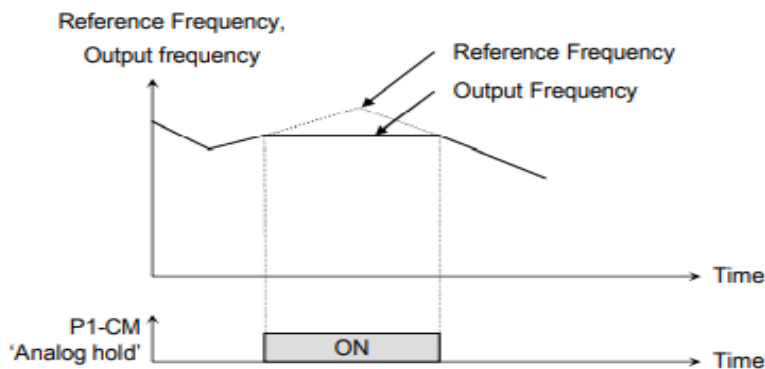 Reference Frequency,
Output frequency
Reference Frequency
Output Frequency
Time
P1-CM
'Analog hold'
ON
Time